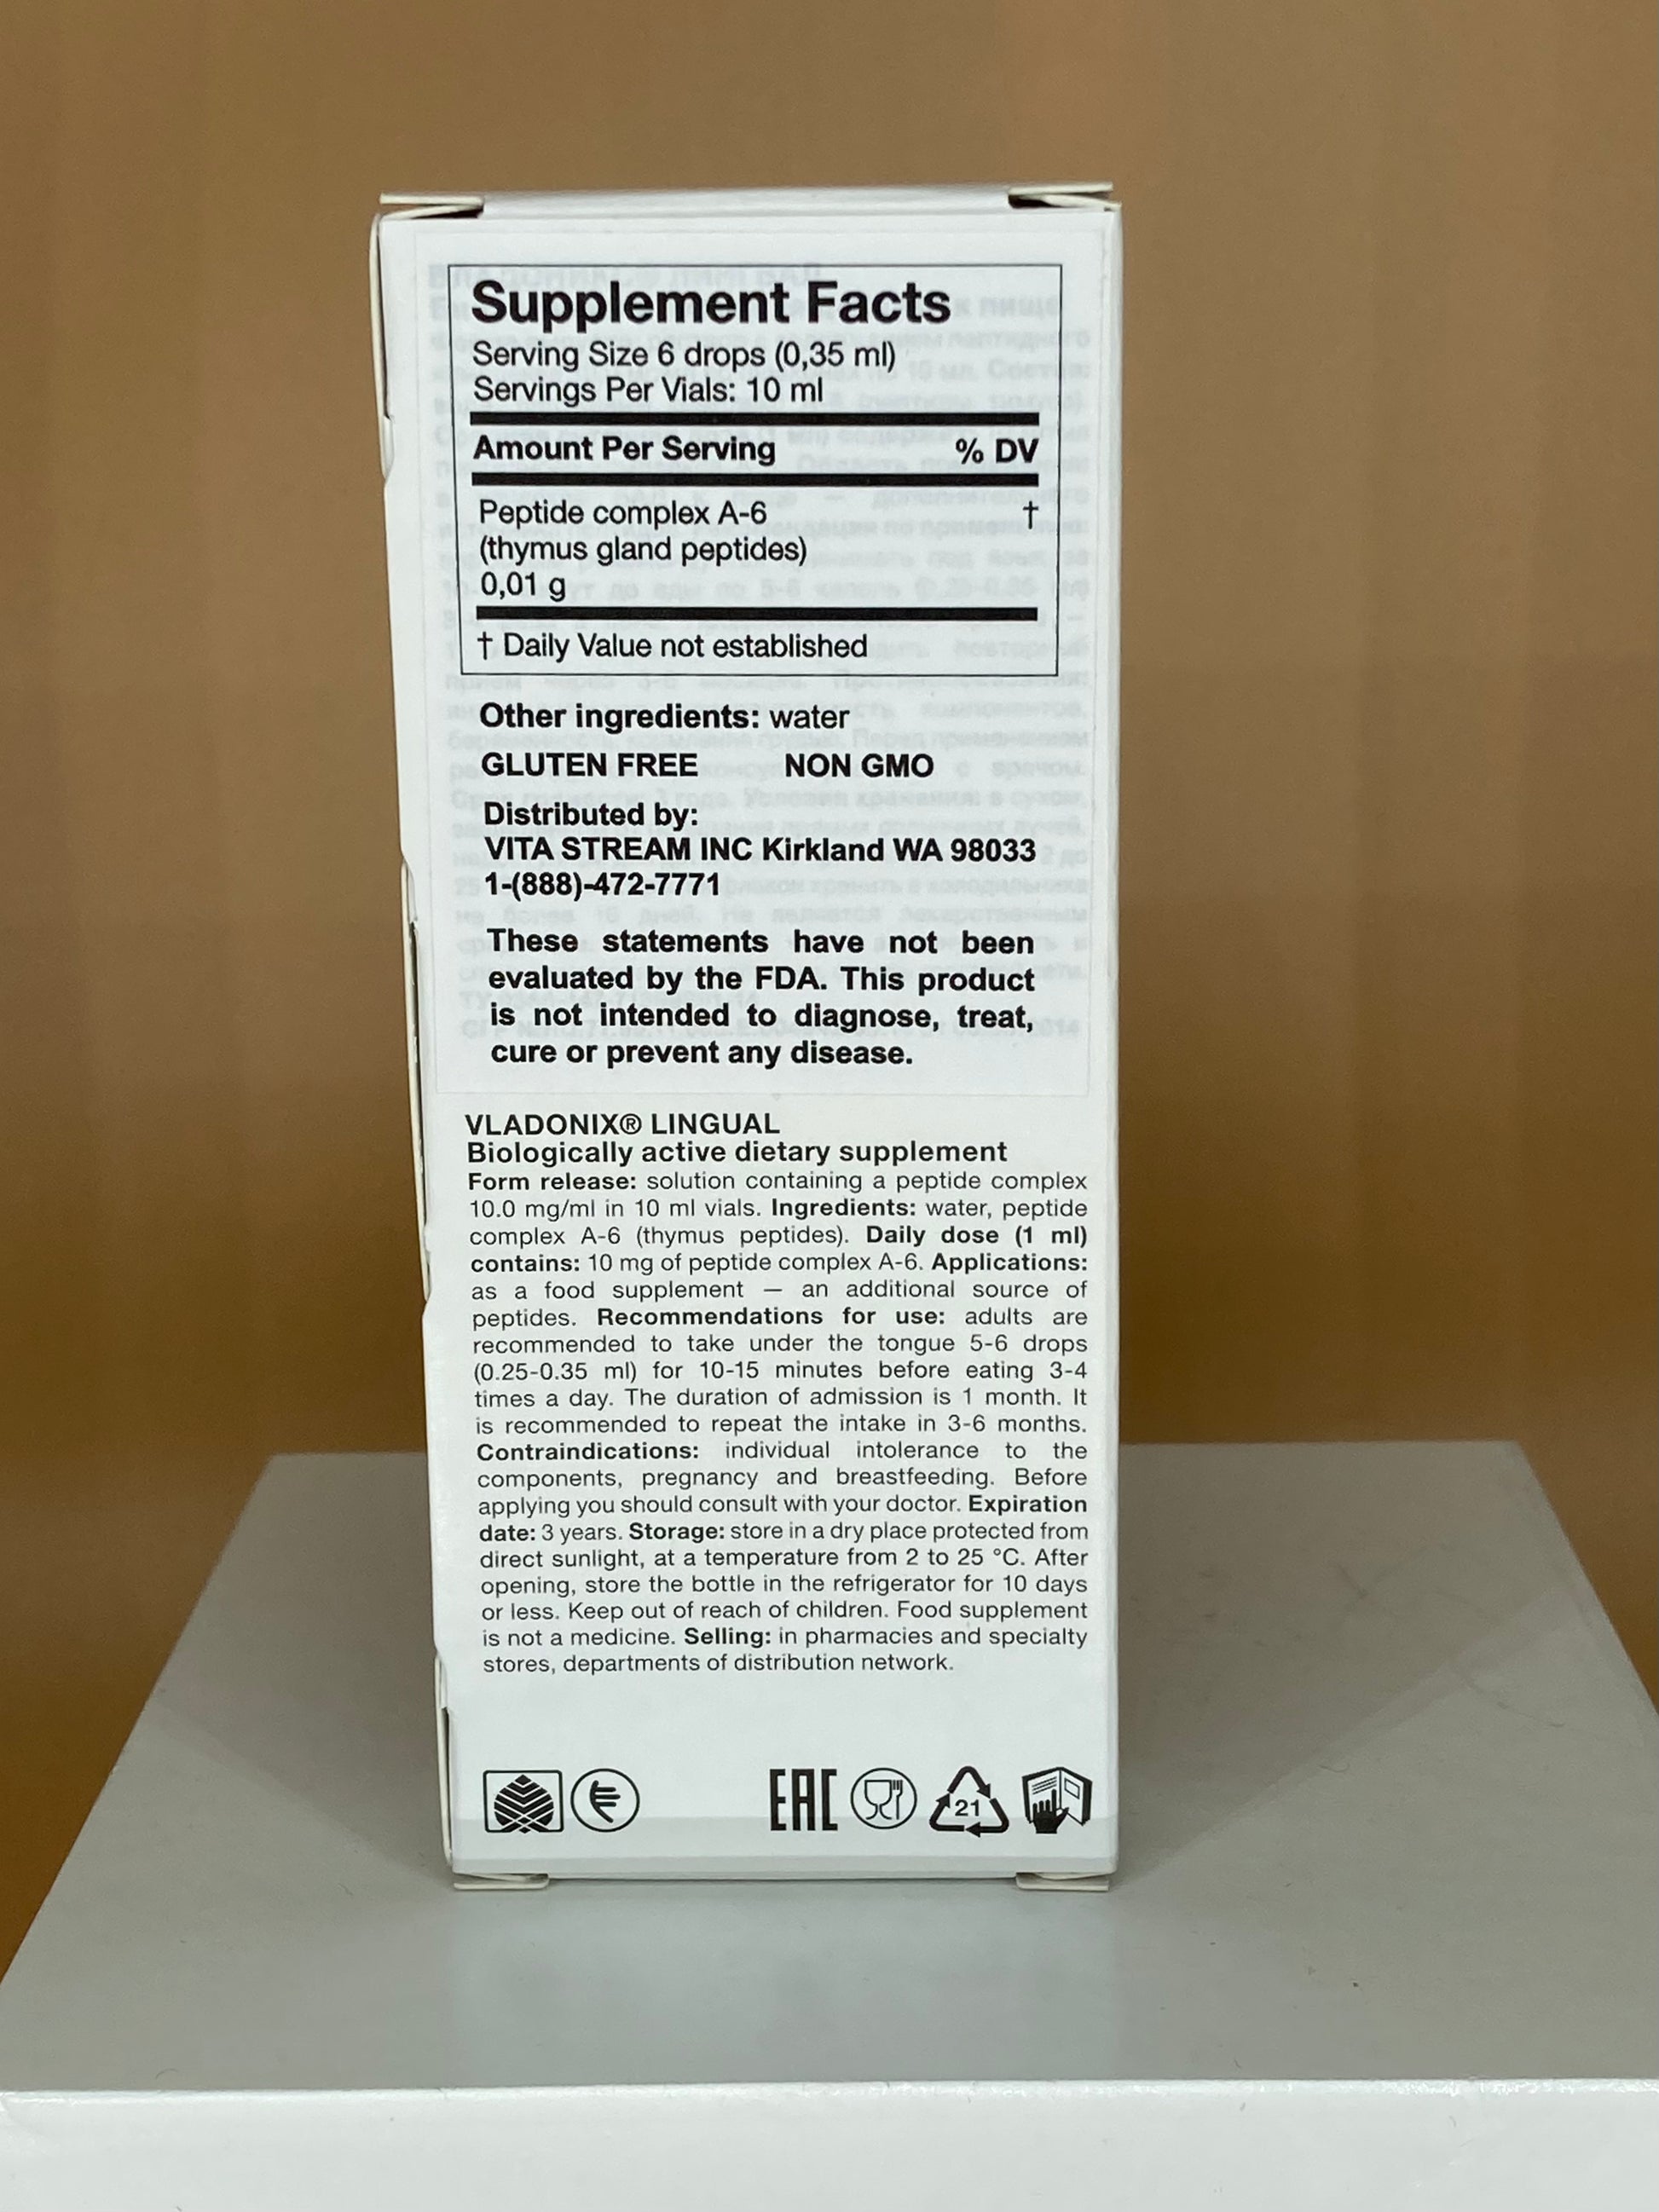 Supplement Facts
Serving Size 6 drops (0,35 ml)
Servings Per Vials: 10 ml
Amount Per Serving % DV
Peptide complex A-6 †
(thymus gland peptides)
0,01 g
† Daily Value not established
Other ingredients: water
GLUTEN FREE NON GMO
Distributed by:
VITA STREAM INC Kirkland WA 98033
1-(888)-472-7771
These statements have not been
evaluated by the FDA. This product
is not intended to diagnose, treat,
cure or prevent any disease.
VLADONIX® LINGUAL
Biologically active dietary supplement
Form release: solution containing a peptide complex
10.0 mg/ml in 10 ml vials. Ingredients: water, peptide
complex A-6 (thymus peptides). Daily dose (1 ml)
contains: 10 mg of peptide complex A-6. Applications:
as a food supplement — an additional source of
peptides. Recommendations for use: adults are
recommended to take under the tongue 5-6 drops
(0.25-0.35 ml) for 10-15 minutes before eating 3-4
times a day. The duration of admission is 1 month. It
is recommended to repeat the intake in 3-6 months.
Contraindications: individual intolerance to the
components, pregnancy and breastfeeding. Before
applying you should consult with your doctor. Expiration
date: 3 years. Storage: store in a dry place protected from
direct sunlight, at a temperature from 2 to 25 °C. After
opening, store the bottle in the refrigerator for 10 days
or less. Keep out of reach of children. Food supplement
is not a medicine. Selling: in pharmacies and specialty
stores, departments of distribution network.
EAC 21